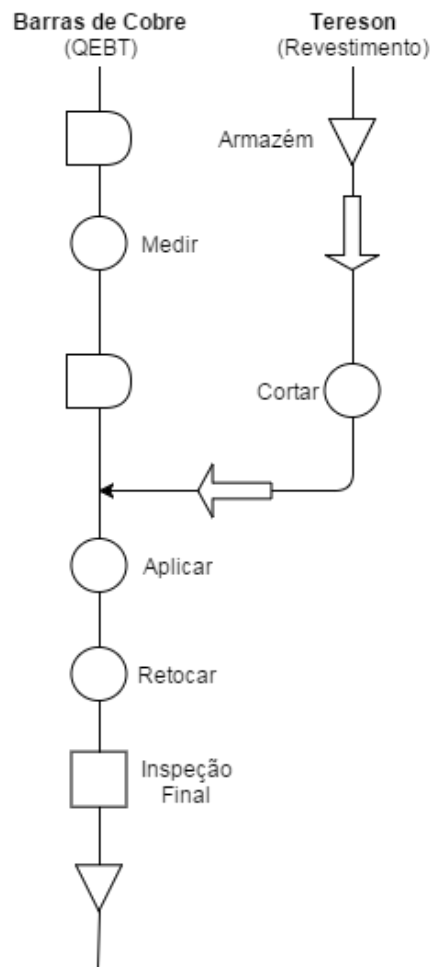 Barras de Cobre
(QEBT)
Tereson
(Revestimento)
Armazém
Medir
Cortar
Aplicar
Retocar
Inspeção
Final